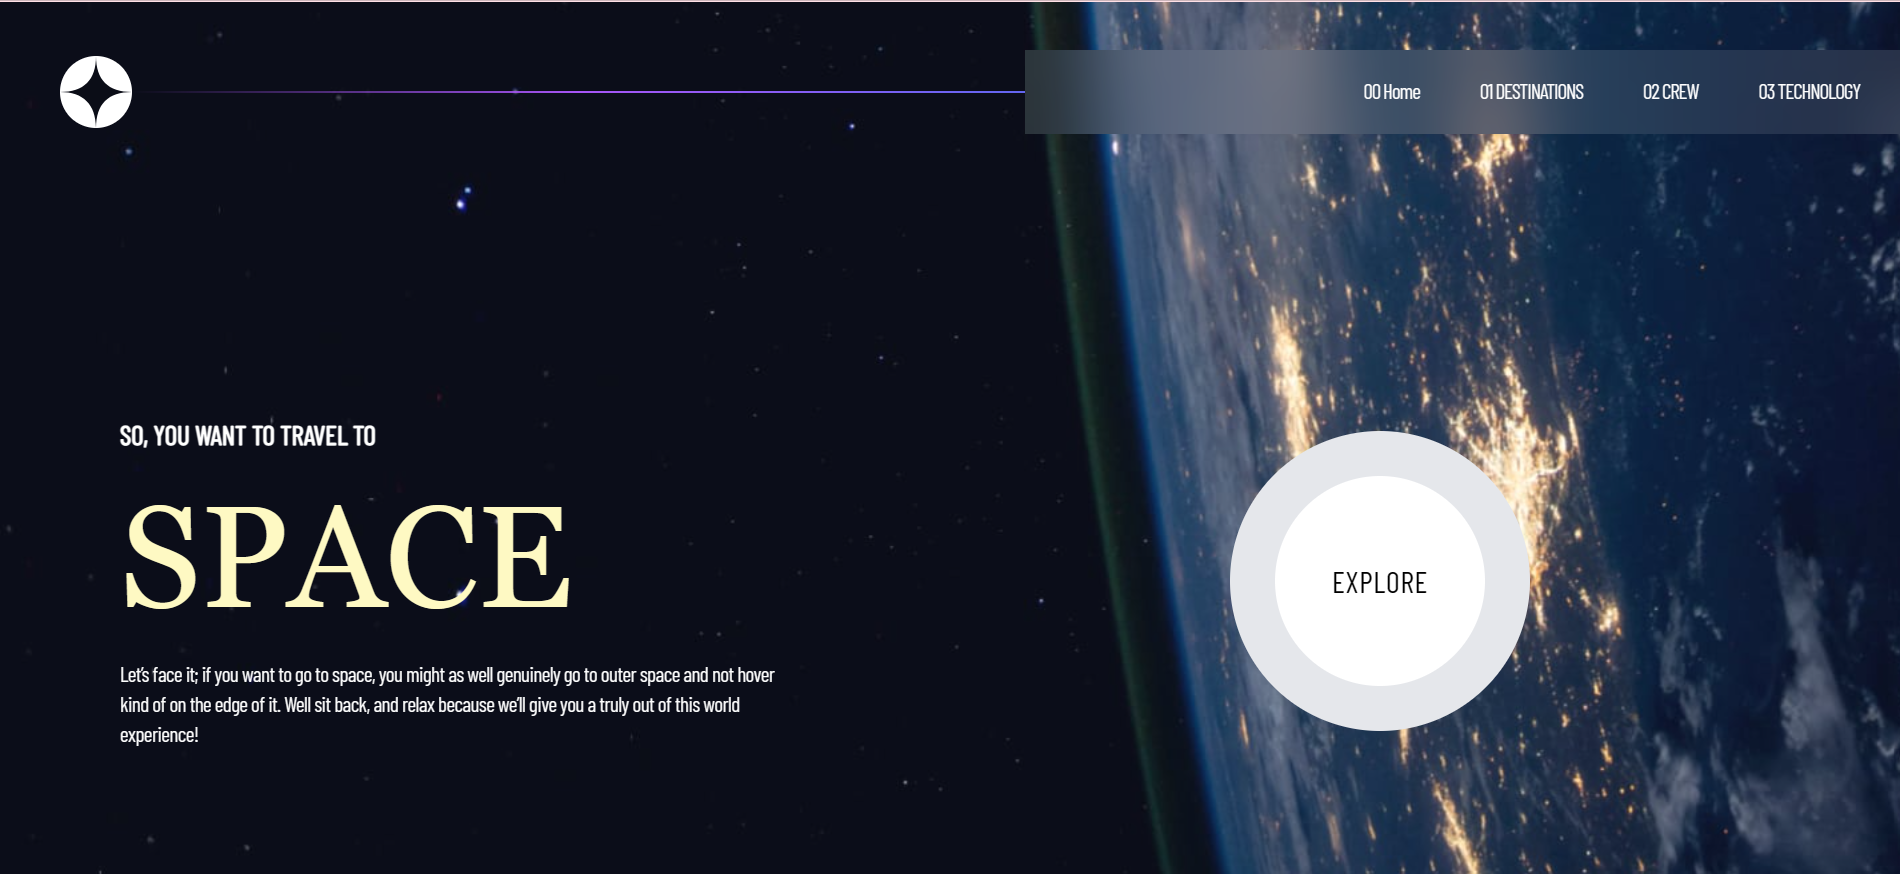 00 Home
01 DESTINATIONS
02 CREW
03 TECHNOLOGY
SO, YOU WANT TO TRAVEL TO
SPACE
Let’s face it; if you want to go to space, you might as well genuinely go to outer space and not hover
kind of on the edge of it. Well sit back, and relax because we’ll give you a truly out of this world
experience!
EXPLORE